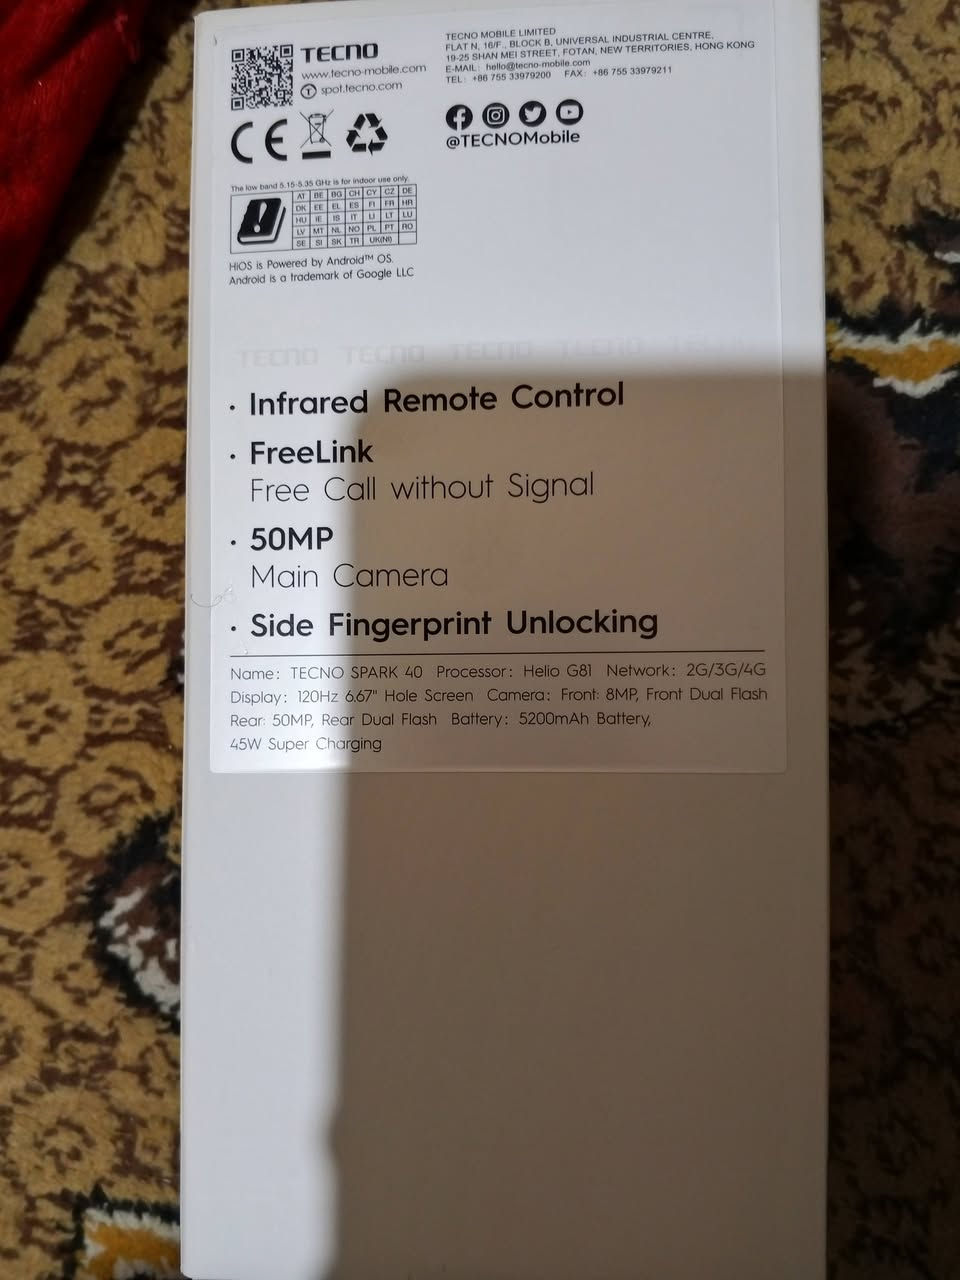 TECNO
www.tecno-mobile.com
spot.tecno.com
TECNO MOBILE LIMITED
FLAT N, 16/F., BLOCK B, UNIVERSAL INDUSTRIAL CENTRE,
19-25 SHAN MEI STREET, FOTAN, NEW TERRITORIES, HONG KONG
E-MAIL: hello@tecno-mobile.com
TEL: +86 755 33979200 FAX: +86 755 33979211
CE
@TECNOMobile
The low band 5.15-5.35 GHz is for indoor use only.
AT BE BG CH CY CZ DE
DK EE EL ES FI FR HR
HU IE IS IT LI LT LU
LV MT NL NO PL PT RO
SE SI SK TR UK(NI)
HiOS is Powered by Android™ OS.
Android is a trademark of Google LLC
TECNO TECNO TECNO TECNO
· Infrared Remote Control
· FreeLink
Free Call without Signal
· 50MP
Main Camera
· Side Fingerprint Unlocking
Name: TECNO SPARK 40 Processor: Helio G81 Network: 2G/3G/4G
Display: 120Hz 6.67" Hole Screen Camera: Front: 8MP, Front Dual Flash
Rear: 50MP, Rear Dual Flash Battery: 5200mAh Battery,
45W Super Charging